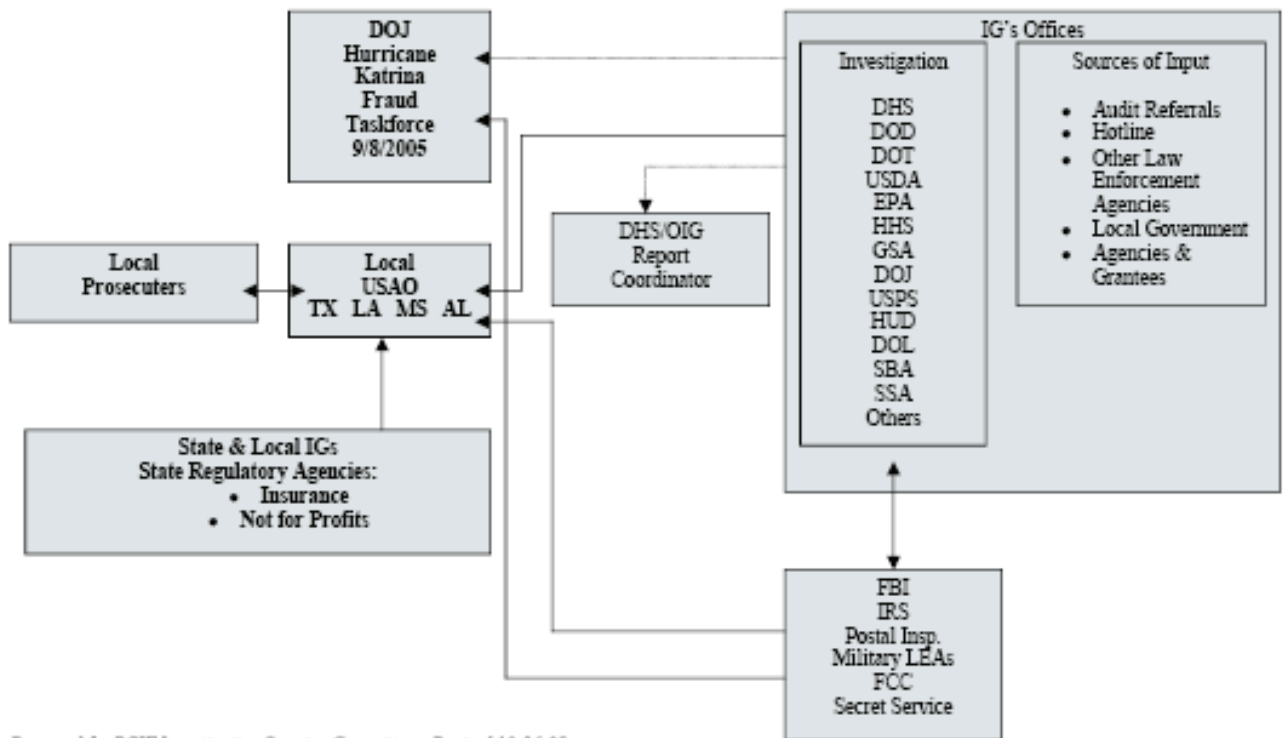 DOJ
Hurricane
Katrina
Fraud
Taskforce
9/8/2005
IG's Offices
Investigation
DHS
DOD
DOT
USDA
EPA
HHS
GSA
DOJ
USPS
HUD
DOL
SBA
SSA
Others
Sources of Input
• Audit Referrals
• Hotline
• Other Law
Enforcement
Agencies
• Local Government
• Agencies &
Grantees
DHS/OIG
Report
Coordinator
Local
Prosecuters
Local
USAO
TX LA MS AL
State & Local IGs
State Regulatory Agencies:
• Insurance
• Not for Profits
FBI
IRS
Postal Insp.
Military LEAs
FCC
Secret Service